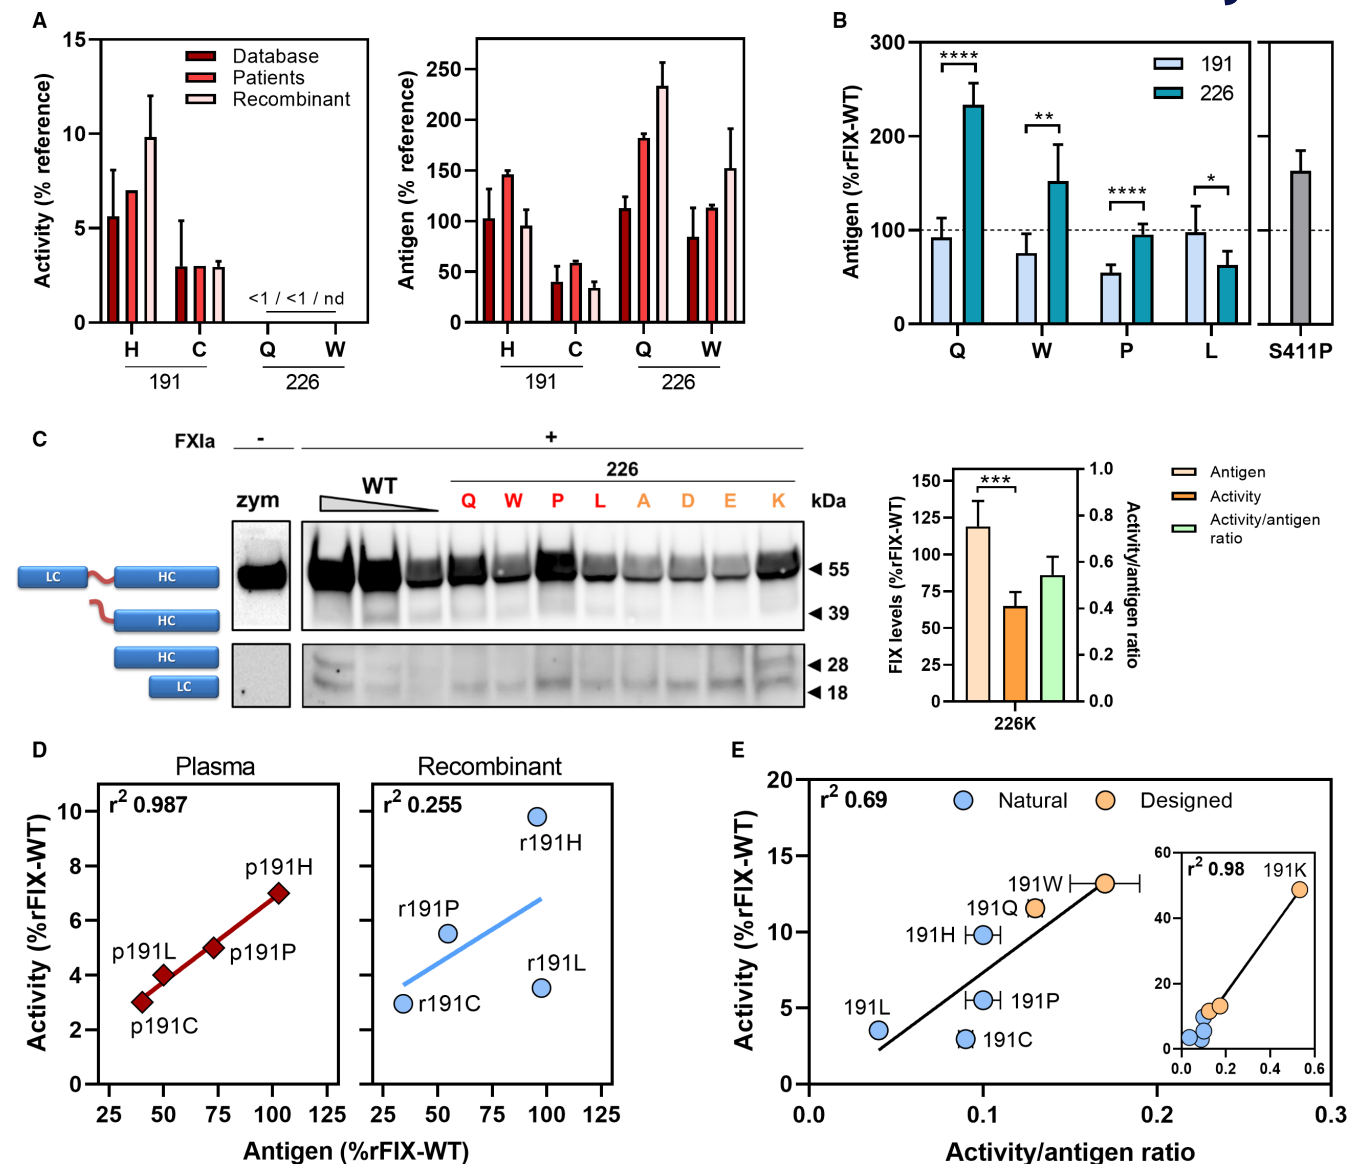 A
Activity (% reference)
15
10
5
0
Database
Patients
Recombinant
<1 / <1 / nd
H C Q W
191 226
Antigen (% reference)
250
200
150
100
50
0
H C Q W
191 226
B
Antigen (%rFIX-WT)
300
200
100
0
191
226
****
**
****
*
Q W P L S411P
C
FXIa - +
226
zym WT Q W P L A D E K kDa
LC HC
HC
HC
LC
55
39
28
18
FIX levels (%rFIX-WT)
150
125
100
75
50
25
0
***
226K
1.0
0.8
0.6
0.4
0.2
0.0
Activity/antigen ratio
Antigen
Activity
Activity/antigen
ratio
D
Plasma
Recombinant
Activity (%rFIX-WT)
10
8
6
4
2
0
r² 0.987
p191H
p191L
p191P
p191C
25 50 75 100 125
r² 0.255
r191H
r191P
r191L
r191C
25 50 75 100 125
Antigen (%rFIX-WT)
E
Activity (%rFIX-WT)
20
15
10
5
0
r² 0.69
Natural
Designed
191W
191Q
191H
191P
191L
191C
0.0 0.1 0.2 0.3
Activity/antigen ratio
60
40
20
0
r² 0.98
191K
0.0 0.2 0.4 0.6